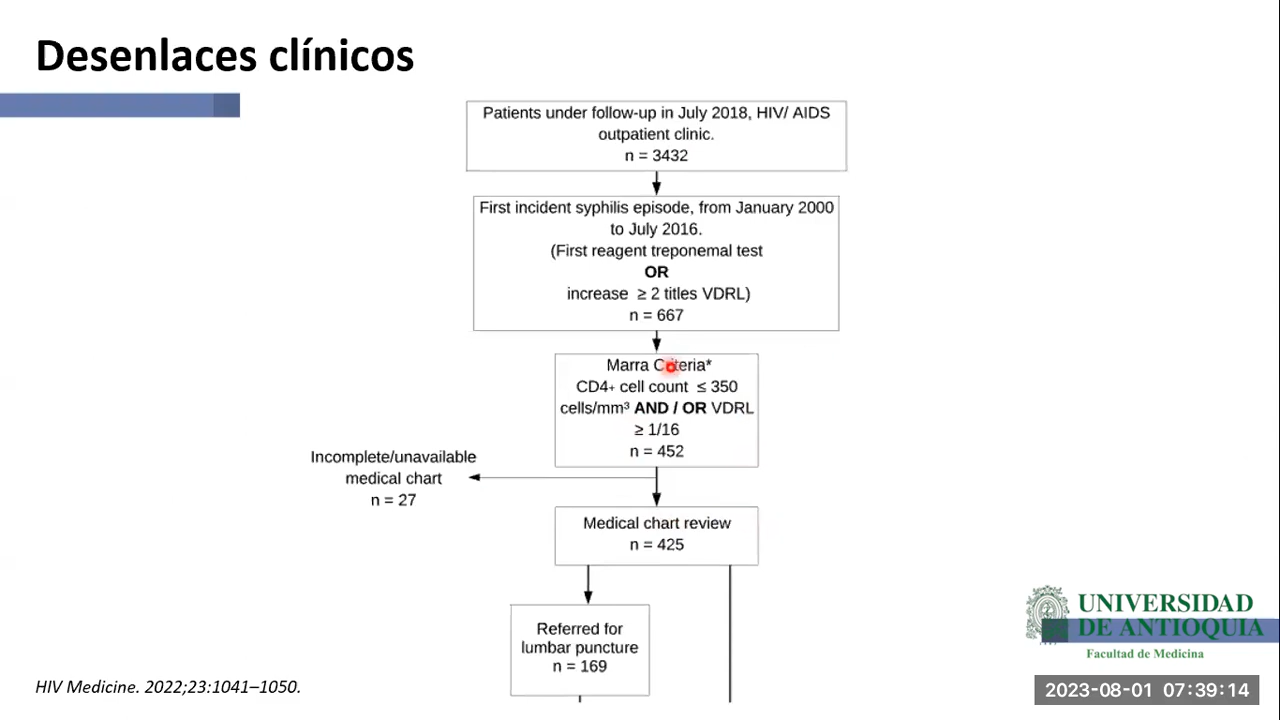 Desenlaces clínicos
Patients under follow-up in July 2018, HIV/ AIDS
outpatient clinic.
n = 3432
First incident syphilis episode, from January 2000
to July 2016.
(First reagent treponemal test
OR
increase ≥ 2 titles VDRL)
n = 667
Marra Criteria*
CD4+ cell count ≤ 350
cells/mm³ AND / OR VDRL
≥ 1/16
n = 452
Incomplete/unavailable
medical chart
n = 27
Medical chart review
n = 425
Referred for
lumbar puncture
n = 169
UNIVERSIDAD
DE ANTIOQUIA
1803
Facultad de Medicina
HIV Medicine. 2022;23:1041–1050.
2023-08-01 07:39:14